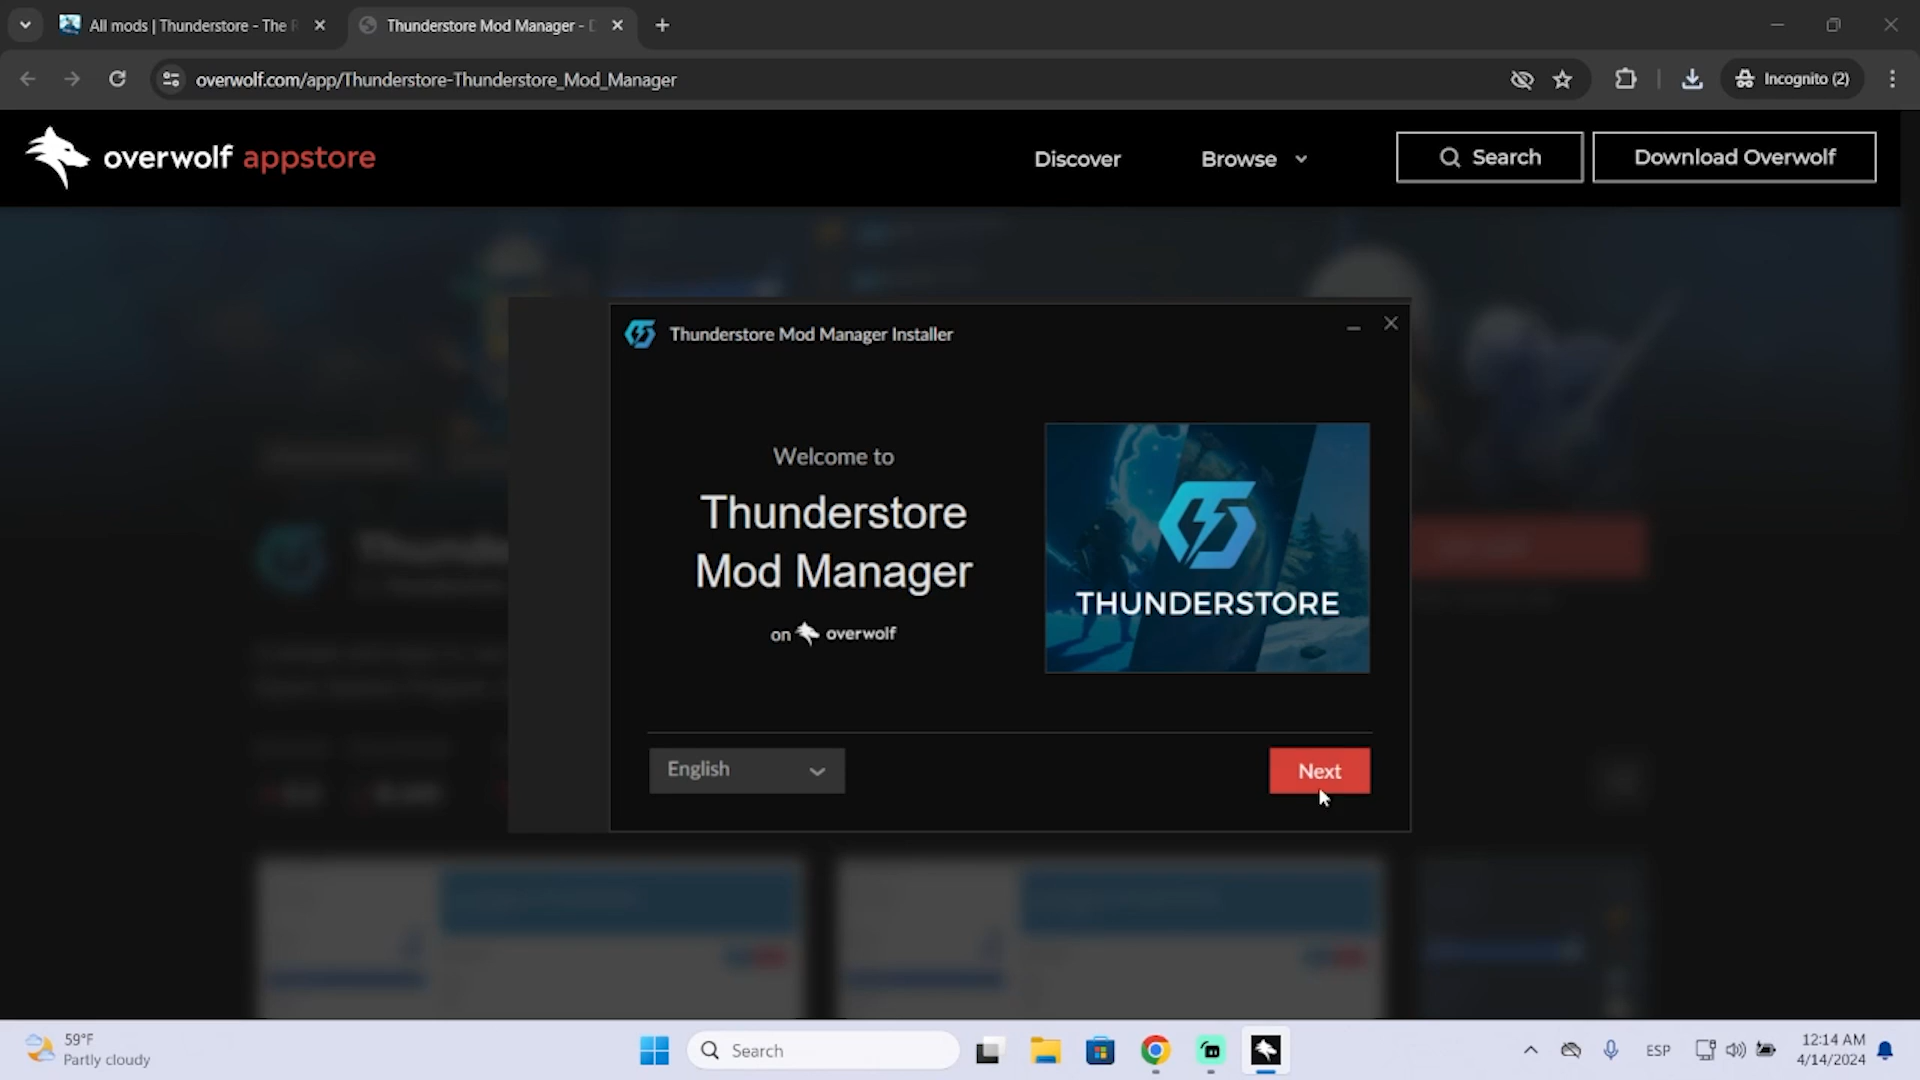 All mods | Thunderstore - The R
Thunderstore Mod Manager - D
overwolf.com/app/Thunderstore-Thunderstore_Mod_Manager
Incognito (2)
overwolf appstore
Discover
Browse
Search
Download Overwolf
Thunderstore Mod Manager Installer
Welcome to
Thunderstore
Mod Manager
on overwolf
THUNDERSTORE
English
Next
59°F
Partly cloudy
Search
ESP
12:14 AM
4/14/2024